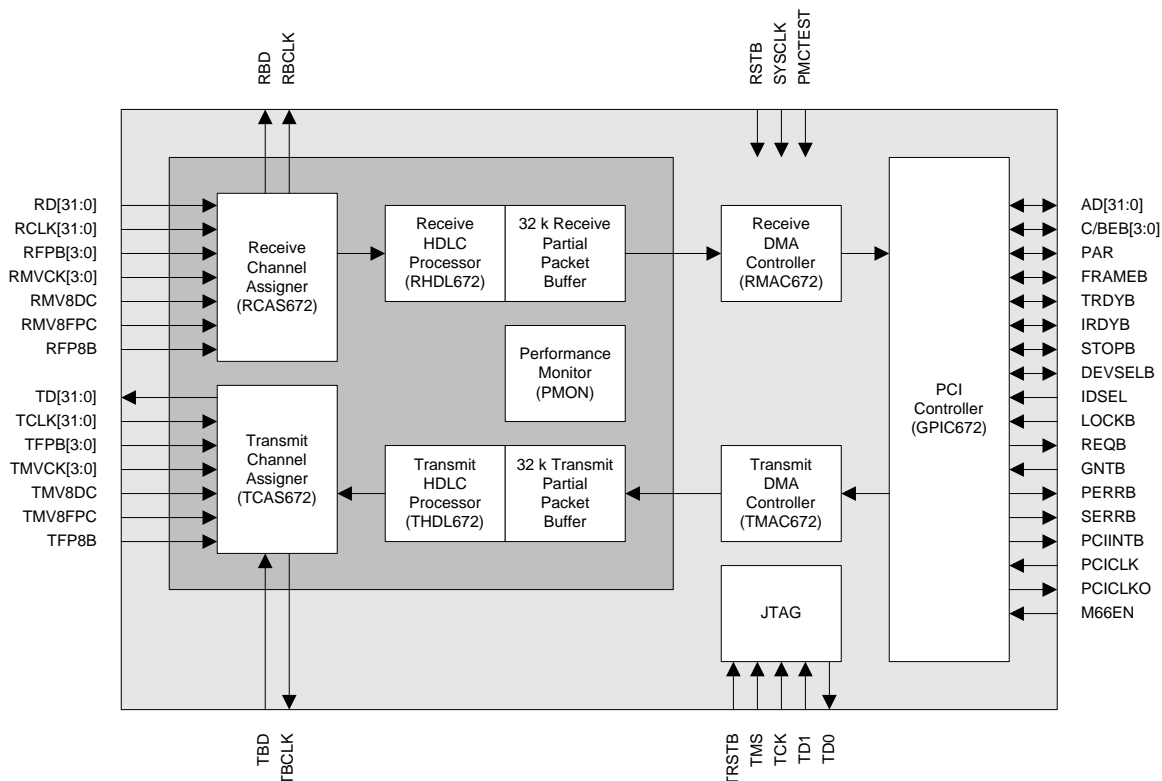 RBD
RBCLK
RSTB
SYSCLK
PMCTEST
RD[31:0]
RCLK[31:0]
RFPB[3:0]
RMVCK[3:0]
RMV8DC
RMV8FPC
RFP8B
TD[31:0]
TCLK[31:0]
TFPB[3:0]
TMVCK[3:0]
TMV8DC
TMV8FPC
TFP8B
Receive
Channel
Assigner
(RCAS672)
Receive
HDLC
Processor
(RHDL672)
32 k Receive
Partial
Packet
Buffer
Receive
DMA
Controller
(RMAC672)
Performance
Monitor
(PMON)
Transmit
Channel
Assigner
(TCAS672)
Transmit
HDLC
Processor
(THDL672)
32 k Transmit
Partial
Packet
Buffer
Transmit
DMA
Controller
(TMAC672)
JTAG
PCI
Controller
(GPIC672)
AD[31:0]
C/BEB[3:0]
PAR
FRAMEB
TRDYB
IRDYB
STOPB
DEVSELB
IDSEL
LOCKB
REQB
GNTB
PERRB
SERRB
PCIINTB
PCICLK
PCICLKO
M66EN
TBD
TBCLK
TRSTB
TMS
TCK
TD1
TD0